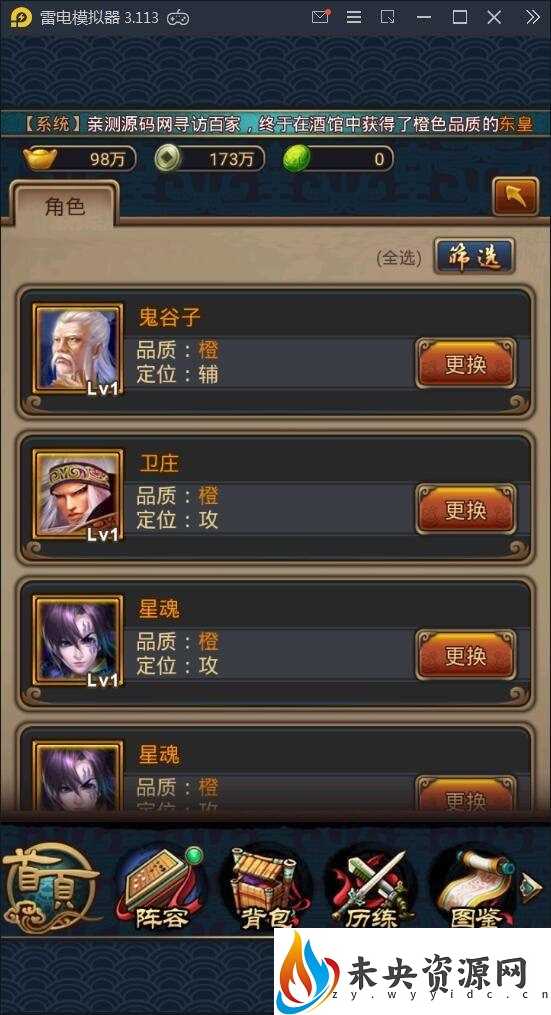 雷电模拟器 3.113
【系统】亲测源码网寻访百家，终于在酒馆中获得了橙色品质的东皇
98万 173万 0
角色
(全选) 筛选
鬼谷子
品质：橙
定位：辅
Lv1
更换
卫庄
品质：橙
定位：攻
Lv1
更换
星魂
品质：橙
定位：攻
Lv1
更换
星魂
品质：橙
定位：攻
更换
首页 阵容 背包 历练 图鉴
未央资源网
zy.wyyidc.cn